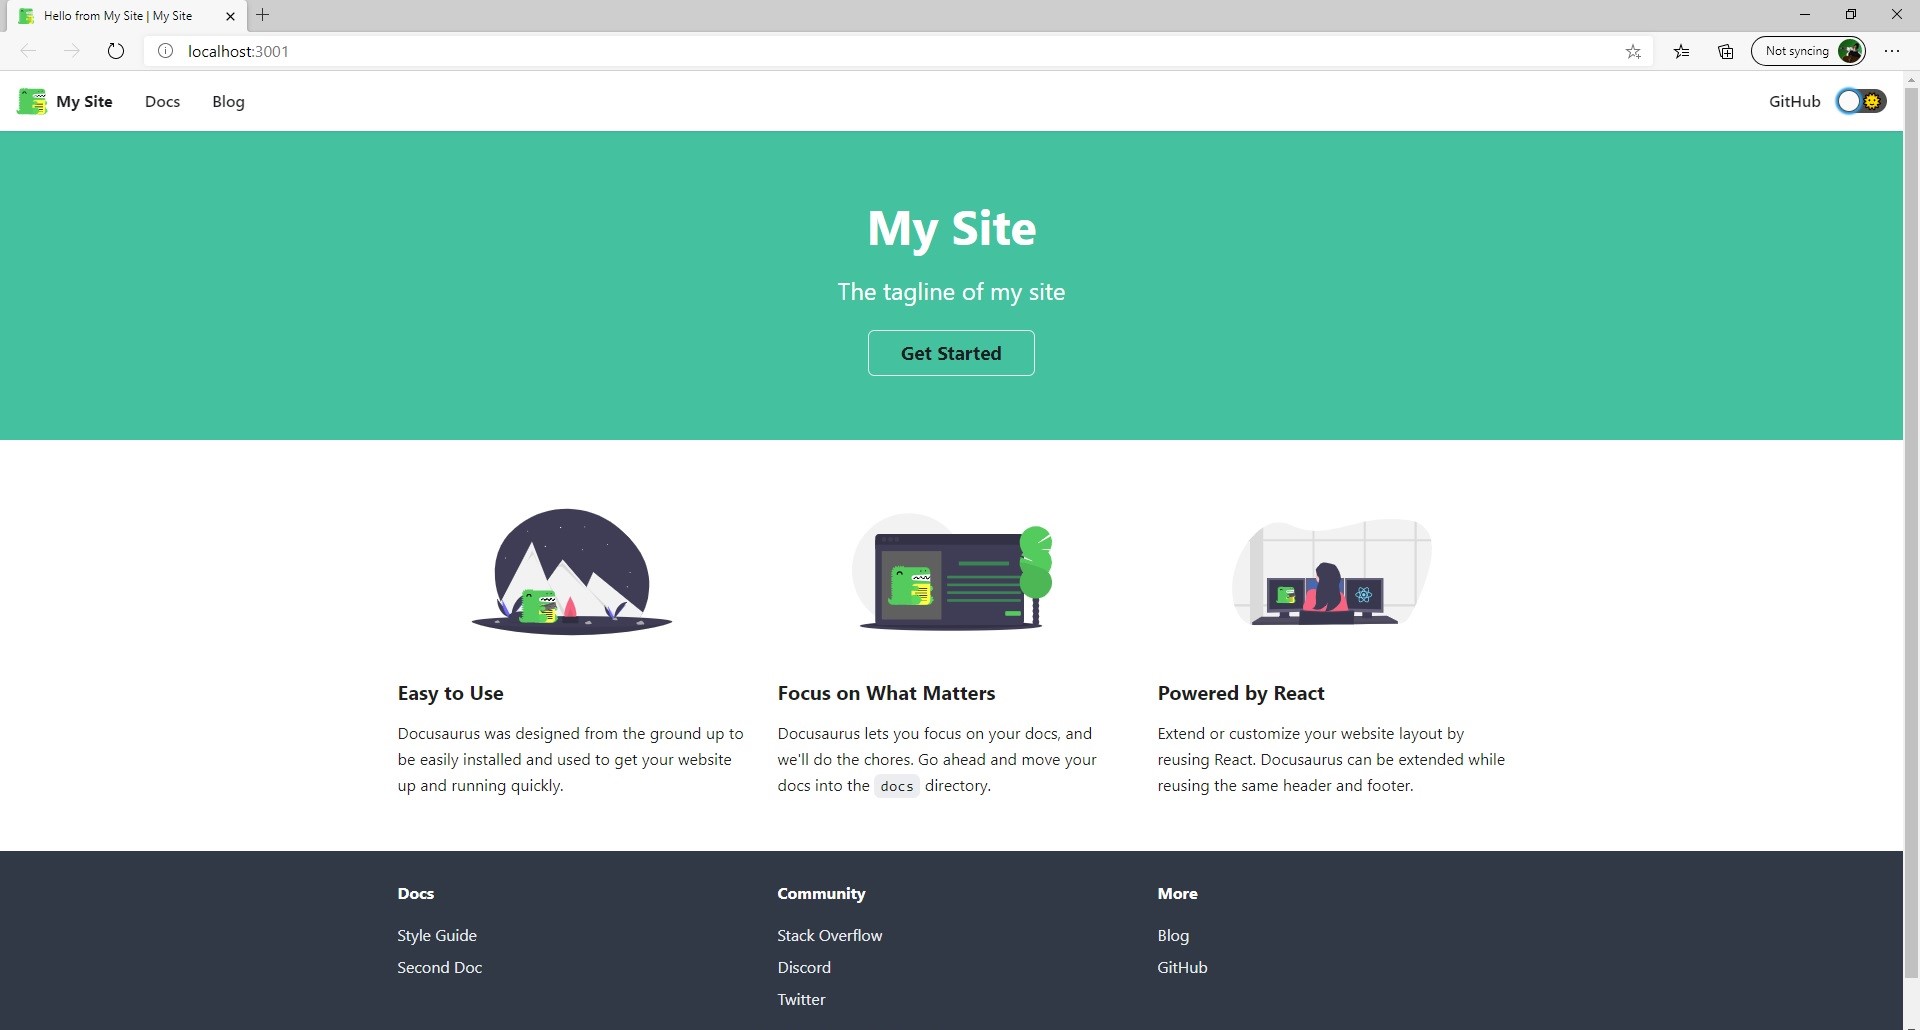 Hello from My Site | My Site
localhost:3001
Not syncing
My Site
Docs
Blog
GitHub
My Site
The tagline of my site
Get Started
Easy to Use
Docusaurus was designed from the ground up to
be easily installed and used to get your website
up and running quickly.
Focus on What Matters
Docusaurus lets you focus on your docs, and
we'll do the chores. Go ahead and move your
docs into the docs directory.
Powered by React
Extend or customize your website layout by
reusing React. Docusaurus can be extended while
reusing the same header and footer.
Docs
Style Guide
Second Doc
Community
Stack Overflow
Discord
Twitter
More
Blog
GitHub